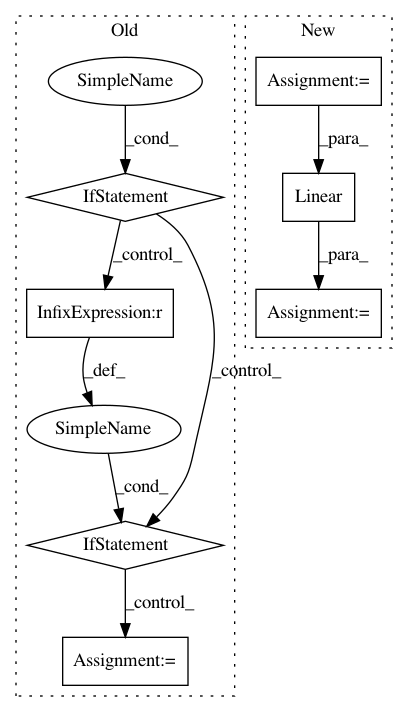 Old
New
SimpleName
Assignment:=
_cond_
_para_
IfStatement
Linear
_control_
_para_
InfixExpression:r
Assignment:=
_def_
_control_
SimpleName
_cond_
IfStatement
_control_
Assignment:=